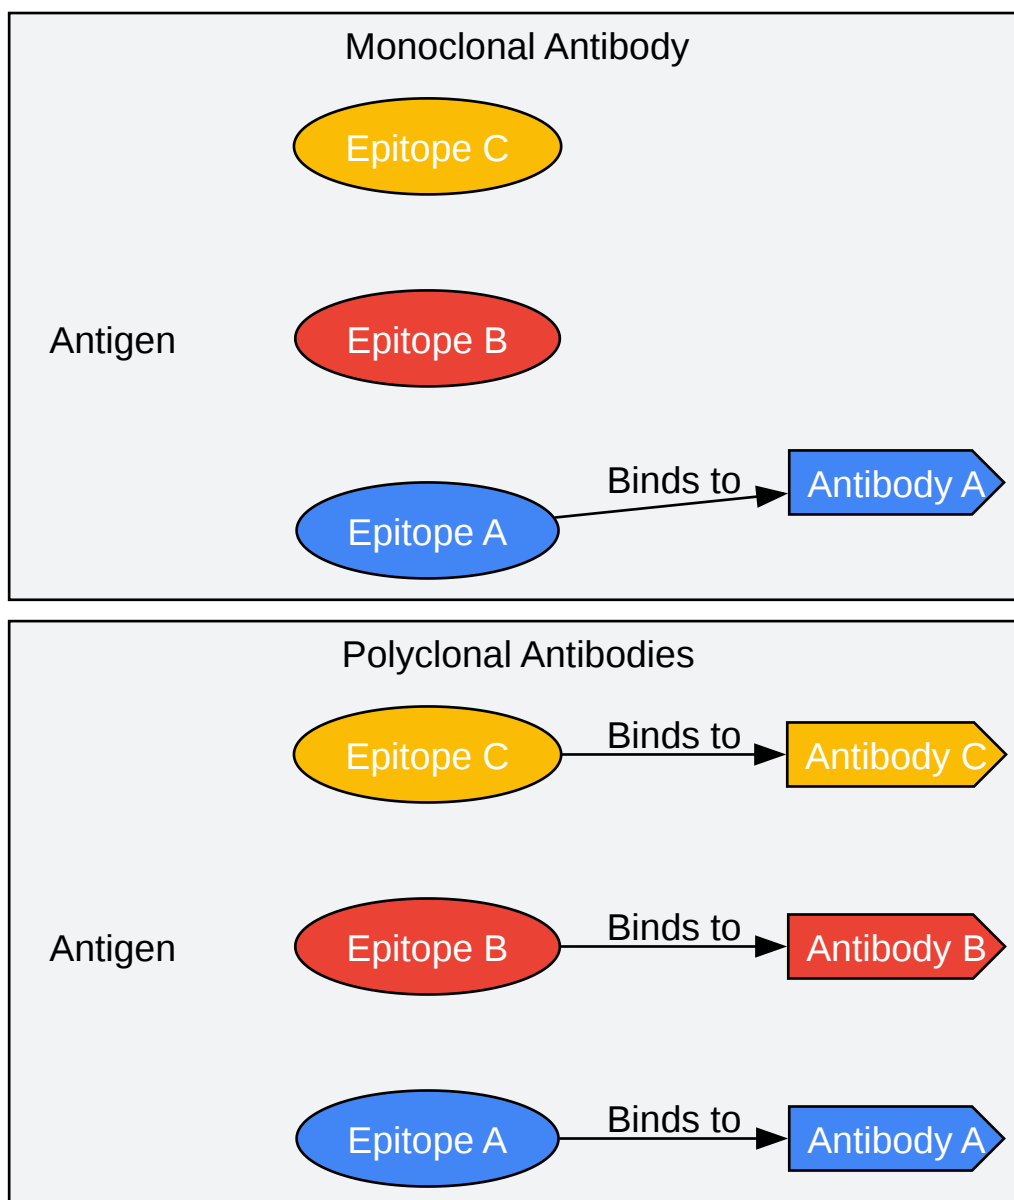 Monoclonal Antibody
Epitope C
Antigen
Epitope B
Binds to
Antibody A
Epitope A
Polyclonal Antibodies
Epitope C
Binds to
Antibody C
Antigen
Epitope B
Binds to
Antibody B
Epitope A
Binds to
Antibody A